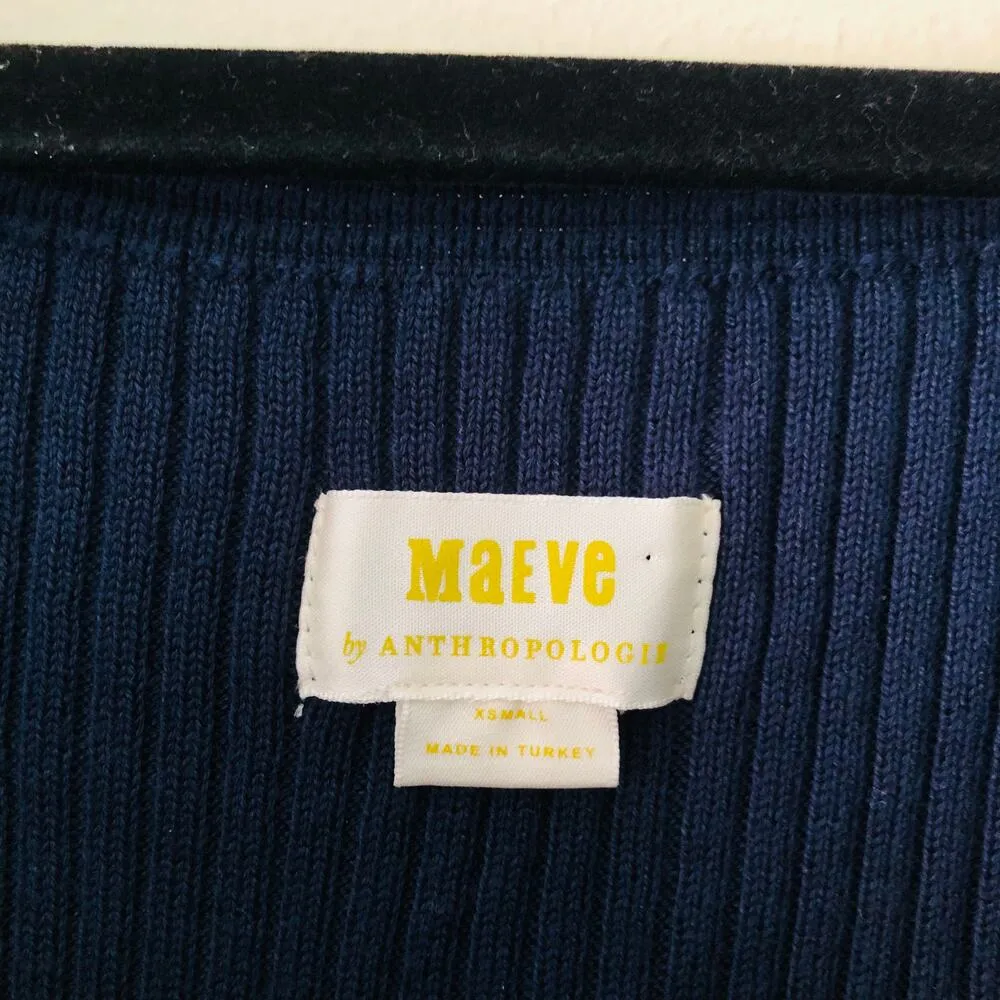 MaEVe
by ANTHROPOLOGIE
XSMALL
MADE IN TURKEY